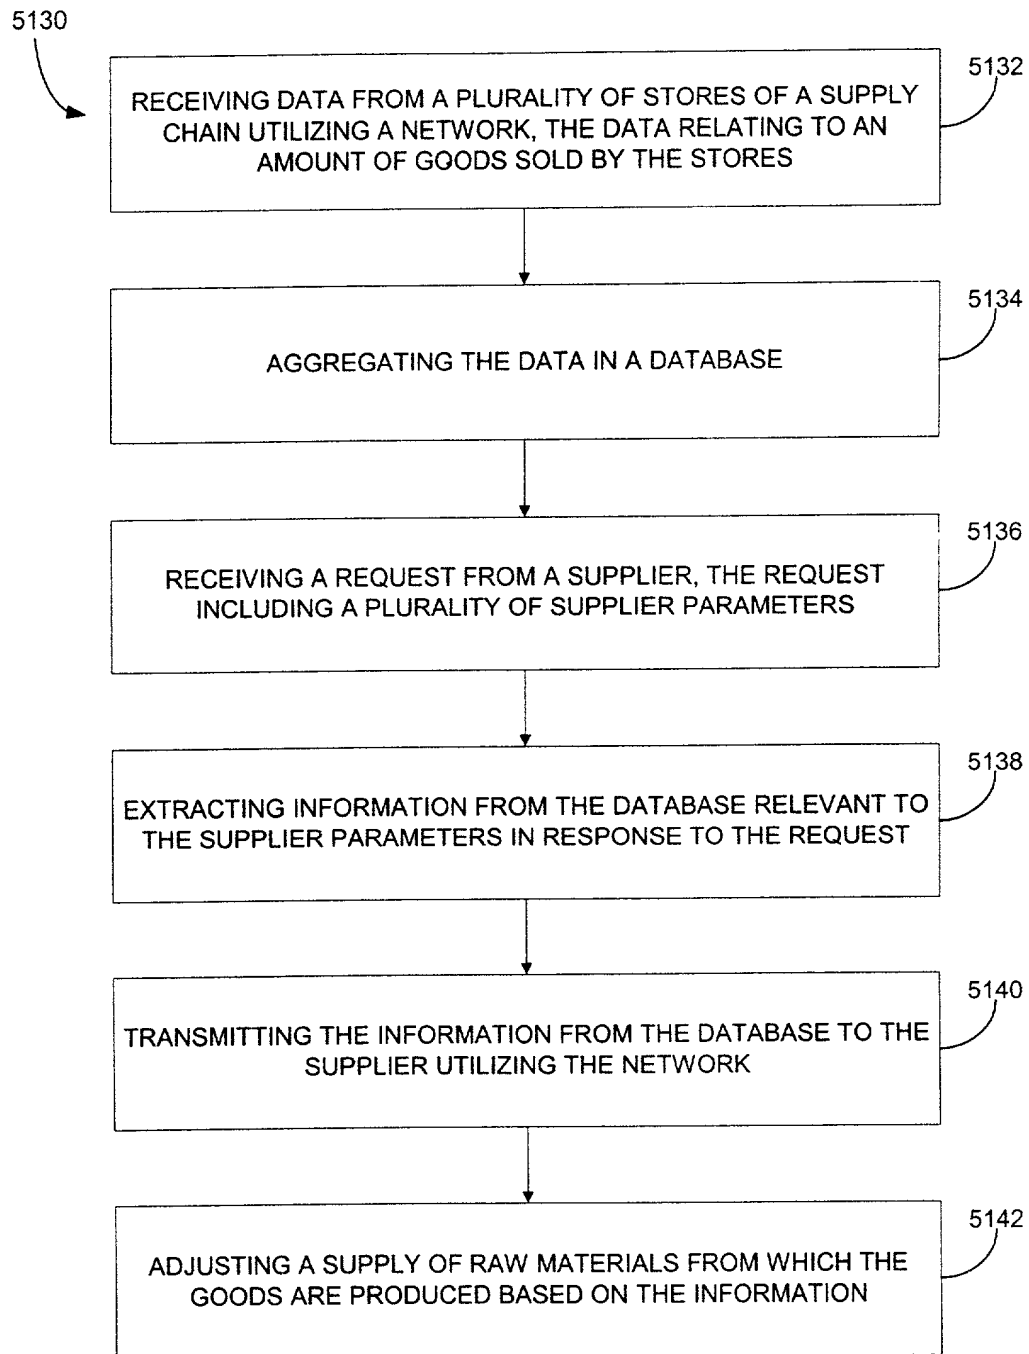 5130
5132
RECEIVING DATA FROM A PLURALITY OF STORES OF A SUPPLY
CHAIN UTILIZING A NETWORK, THE DATA RELATING TO AN
AMOUNT OF GOODS SOLD BY THE STORES
5134
AGGREGATING THE DATA IN A DATABASE
5136
RECEIVING A REQUEST FROM A SUPPLIER, THE REQUEST
INCLUDING A PLURALITY OF SUPPLIER PARAMETERS
5138
EXTRACTING INFORMATION FROM THE DATABASE RELEVANT TO
THE SUPPLIER PARAMETERS IN RESPONSE TO THE REQUEST
5140
TRANSMITTING THE INFORMATION FROM THE DATABASE TO THE
SUPPLIER UTILIZING THE NETWORK
5142
ADJUSTING A SUPPLY OF RAW MATERIALS FROM WHICH THE
GOODS ARE PRODUCED BASED ON THE INFORMATION